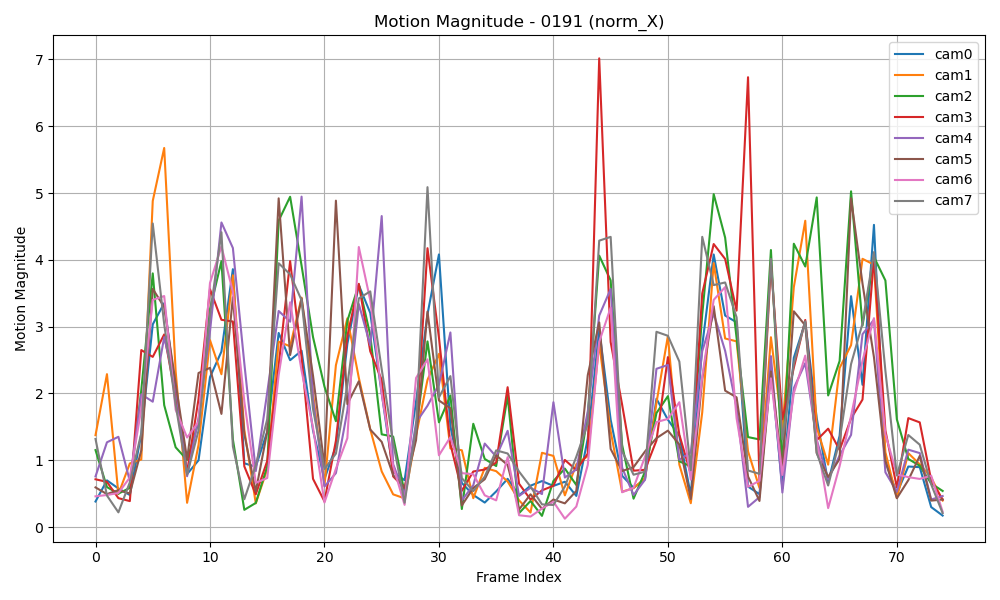 Motion Magnitude - 0191 (norm_X)
Motion Magnitude
7
6
5
4
3
2
1
0
cam0
cam1
cam2
cam3
cam4
cam5
cam6
cam7
0 10 20 30 40 50 60 70
Frame Index